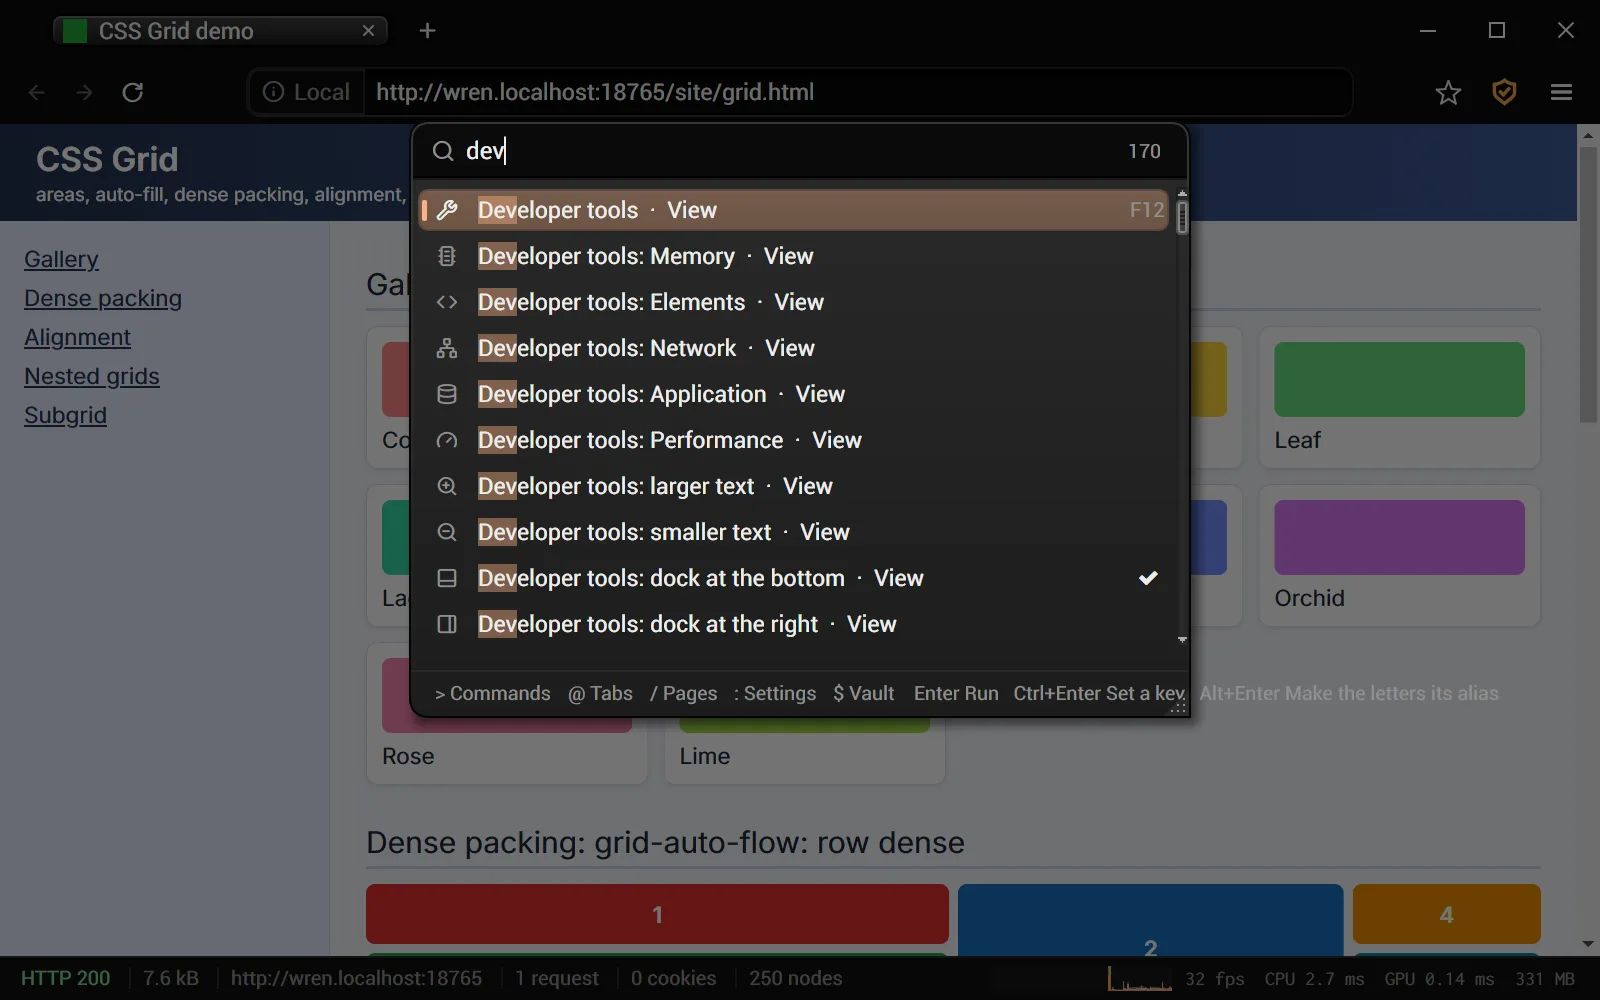 CSS Grid demo
Local http://wren.localhost:18765/site/grid.html
dev 170
CSS Grid
areas, auto-fill, dense packing, alignment,
Gallery
Dense packing
Alignment
Nested grids
Subgrid
Developer tools · View F12
Developer tools: Memory · View
Developer tools: Elements · View
Developer tools: Network · View
Developer tools: Application · View
Developer tools: Performance · View
Developer tools: larger text · View
Developer tools: smaller text · View
Developer tools: dock at the bottom · View
Developer tools: dock at the right · View
> Commands @ Tabs / Pages : Settings $ Vault Enter Run Ctrl+Enter Set a key Alt+Enter Make the letters its alias
Leaf
Orchid
Rose
Lime
Dense packing: grid-auto-flow: row dense
1
2
4
HTTP 200 7.6 kB http://wren.localhost:18765 1 request 0 cookies 250 nodes 32 fps CPU 2.7 ms GPU 0.14 ms 331 MB